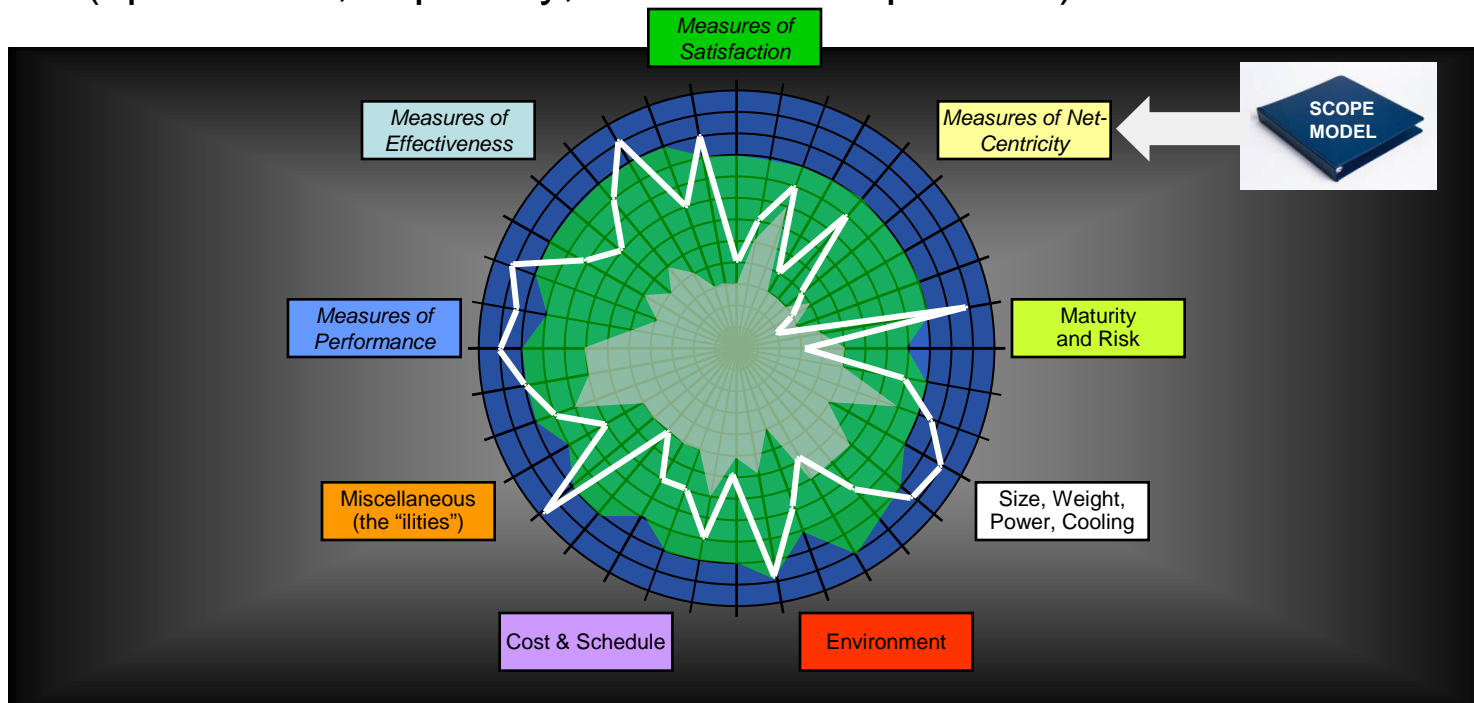 Measures of
Satisfaction
Measures of
Effectiveness
Measures of Net-
Centricity
SCOPE
MODEL
Measures of
Performance
Maturity
and Risk
Miscellaneous
(the “ilities”)
Size, Weight,
Power, Cooling
Cost & Schedule
Environment